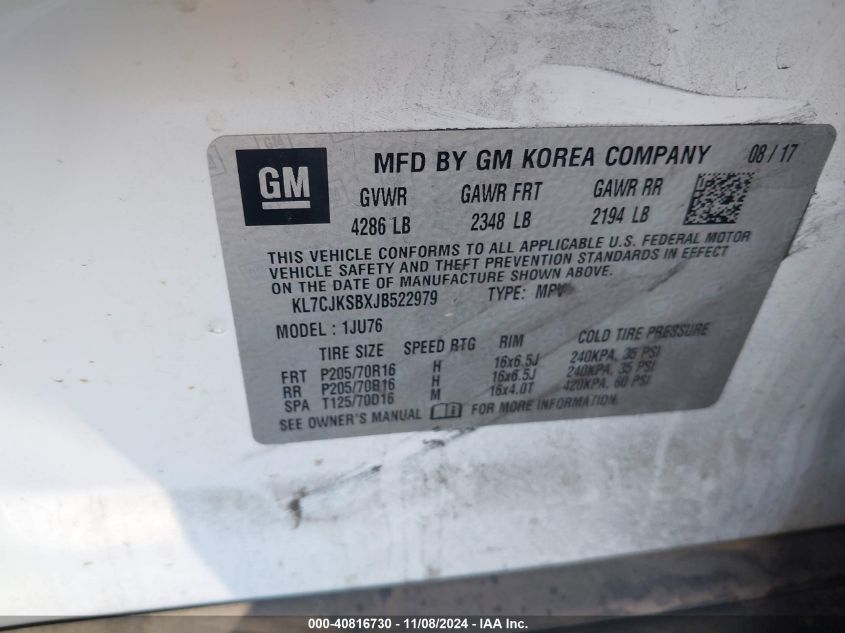 GM
MFD BY GM KOREA COMPANY 08 / 17
GVWR GAWR FRT GAWR RR
4286 LB 2348 LB 2194 LB
THIS VEHICLE CONFORMS TO ALL APPLICABLE U.S. FEDERAL MOTOR
VEHICLE SAFETY AND THEFT PREVENTION STANDARDS IN EFFECT
ON THE DATE OF MANUFACTURE SHOWN ABOVE.
KL7CJKSBXJB522979 TYPE: MPV
MODEL : 1JU76
TIRE SIZE SPEED RTG RIM COLD TIRE PRESSURE
FRT P205/70R16 H 16x6.5J 240KPA, 35 PSI
RR P205/70R16 H 16x6.5J 240KPA, 35 PSI
SPA T125/70D16 M 16x4.0T 420KPA, 60 PSI
SEE OWNER'S MANUAL FOR MORE INFORMATION.
000-40816730 - 11/08/2024 - IAA Inc.